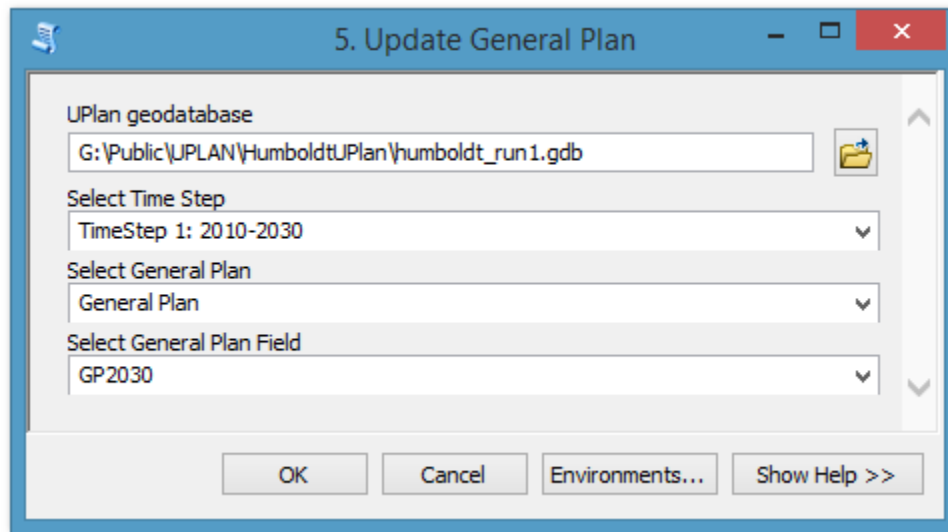 5. Update General Plan
UPlan geodatabase
G:\Public\UPLAN\HumboldtUPlan\humboldt_run1.gdb
Select Time Step
TimeStep 1: 2010-2030
Select General Plan
General Plan
Select General Plan Field
GP2030
OK Cancel Environments... Show Help >>